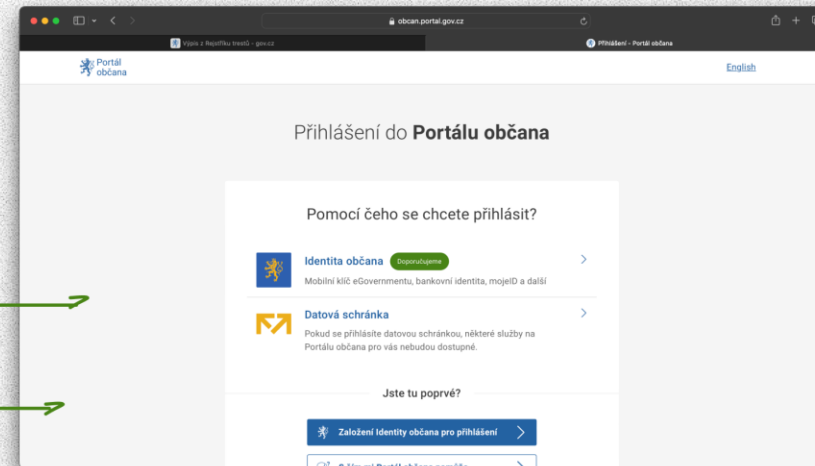 obcan.portal.gov.cz
Výpis z Rejstříku trestů - gov.cz
Přihlášení - Portál občana
Portál
občana
English
Přihlášení do Portálu občana
Pomocí čeho se chcete přihlásit?
Identita občana Doporučujeme
Mobilní klíč eGovernmentu, bankovní identita, mojeID a další
Datová schránka
Pokud se přihlásíte datovou schránkou, některé služby na
Portálu občana pro vás nebudou dostupné.
Jste tu poprvé?
Založení Identity občana pro přihlášení